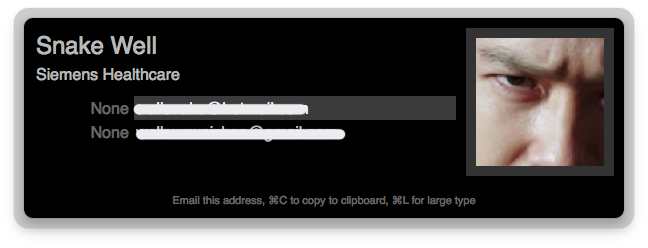 Snake Well
Siemens Healthcare
None
None
Email this address, ⌘C to copy to clipboard, ⌘L for large type